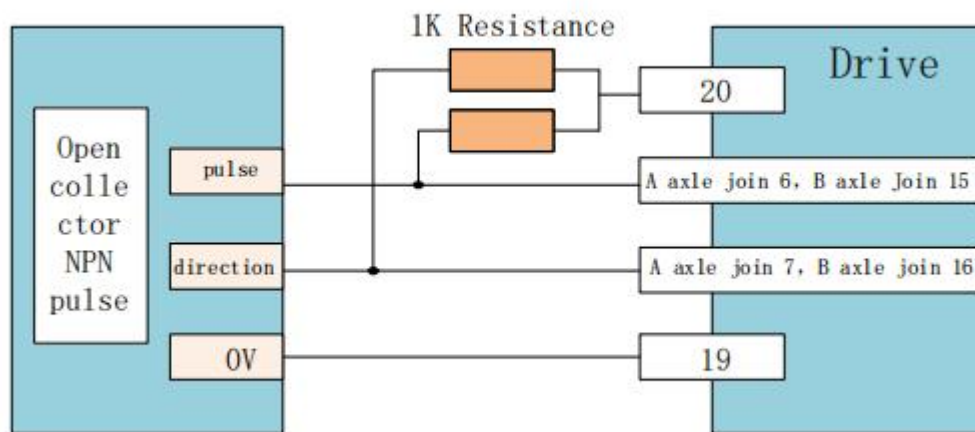 1K Resistance
Drive
20
Open
colle
ctor
NPN
pulse
pulse
A axle join 6, B axle Join 15
direction
A axle join 7, B axle join 16
0V
19